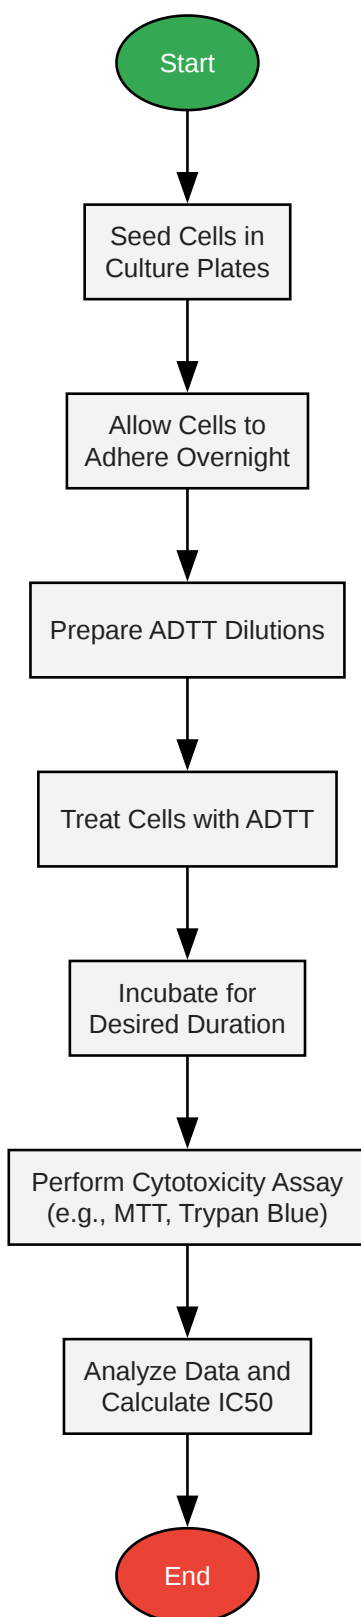 Start
Seed Cells in
Culture Plates
Allow Cells to
Adhere Overnight
Prepare ADTT Dilutions
Treat Cells with ADTT
Incubate for
Desired Duration
Perform Cytotoxicity Assay
(e.g., MTT, Trypan Blue)
Analyze Data and
Calculate IC50
End